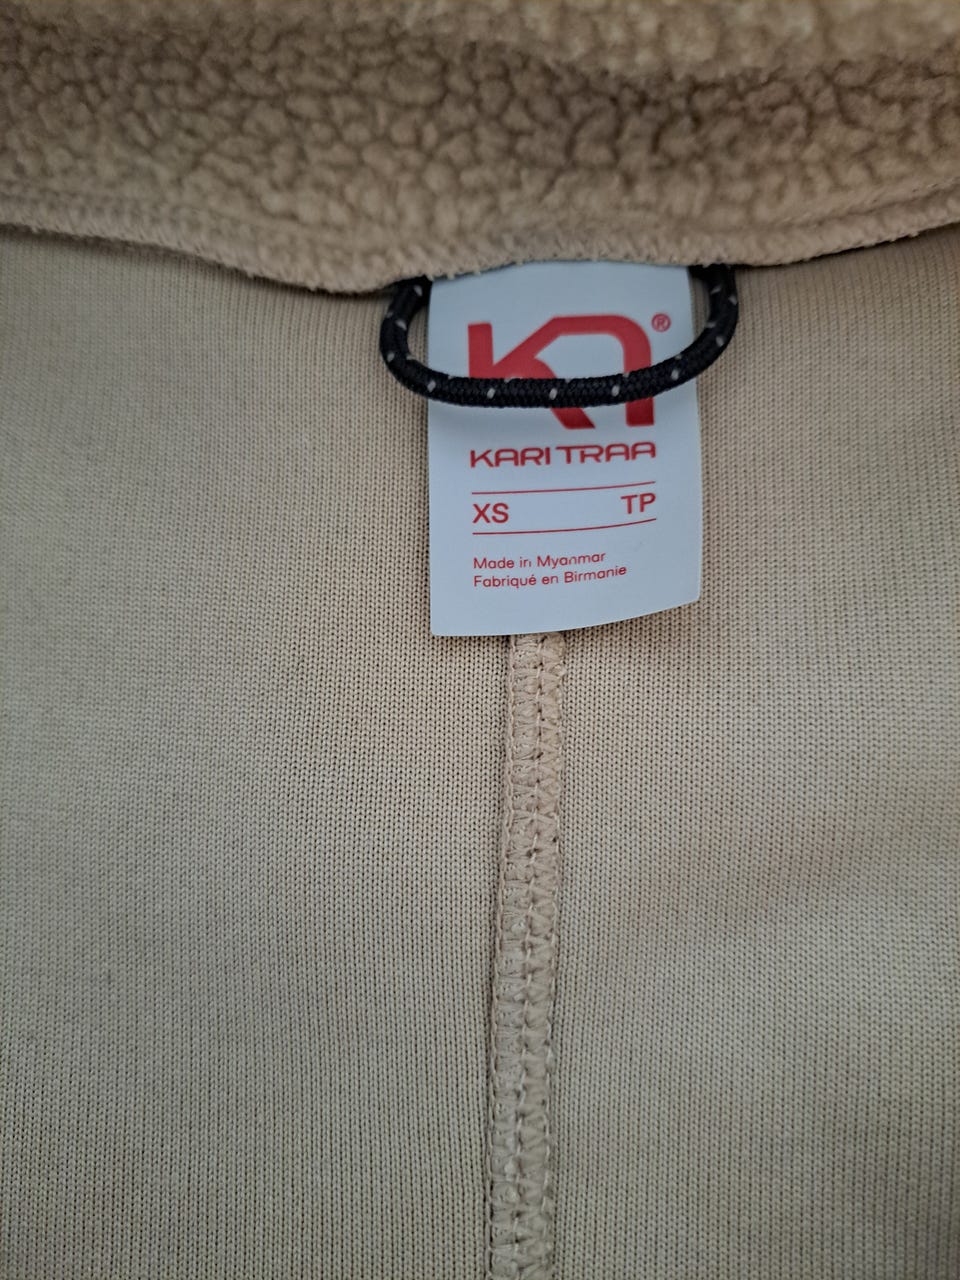 KARI TRAA
XS TP
Made in Myanmar
Fabriqué en Birmanie